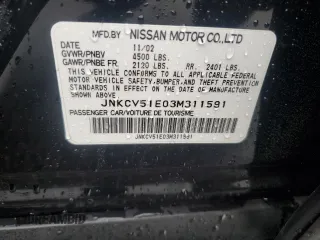 MFD.BY NISSAN MOTOR CO.,LTD
11/02
GVWR/PNBV 4500 LBS.
GAWR/PNBE FR. 2120 LBS. RR. 2401 LBS.
THIS VEHICLE CONFORMS TO ALL APPLICABLE FEDERAL
MOTOR VEHICLE SAFETY,BUMPER,AND THEFT
PREVENTION STANDARDS IN EFFECT ON THE DATE OF MANUFACTURE
SHOWN ABOVE
JNKCV51E03M311591
PASSENGER CAR/VOITURE DE TOURISME
JNKCV51E03M311591